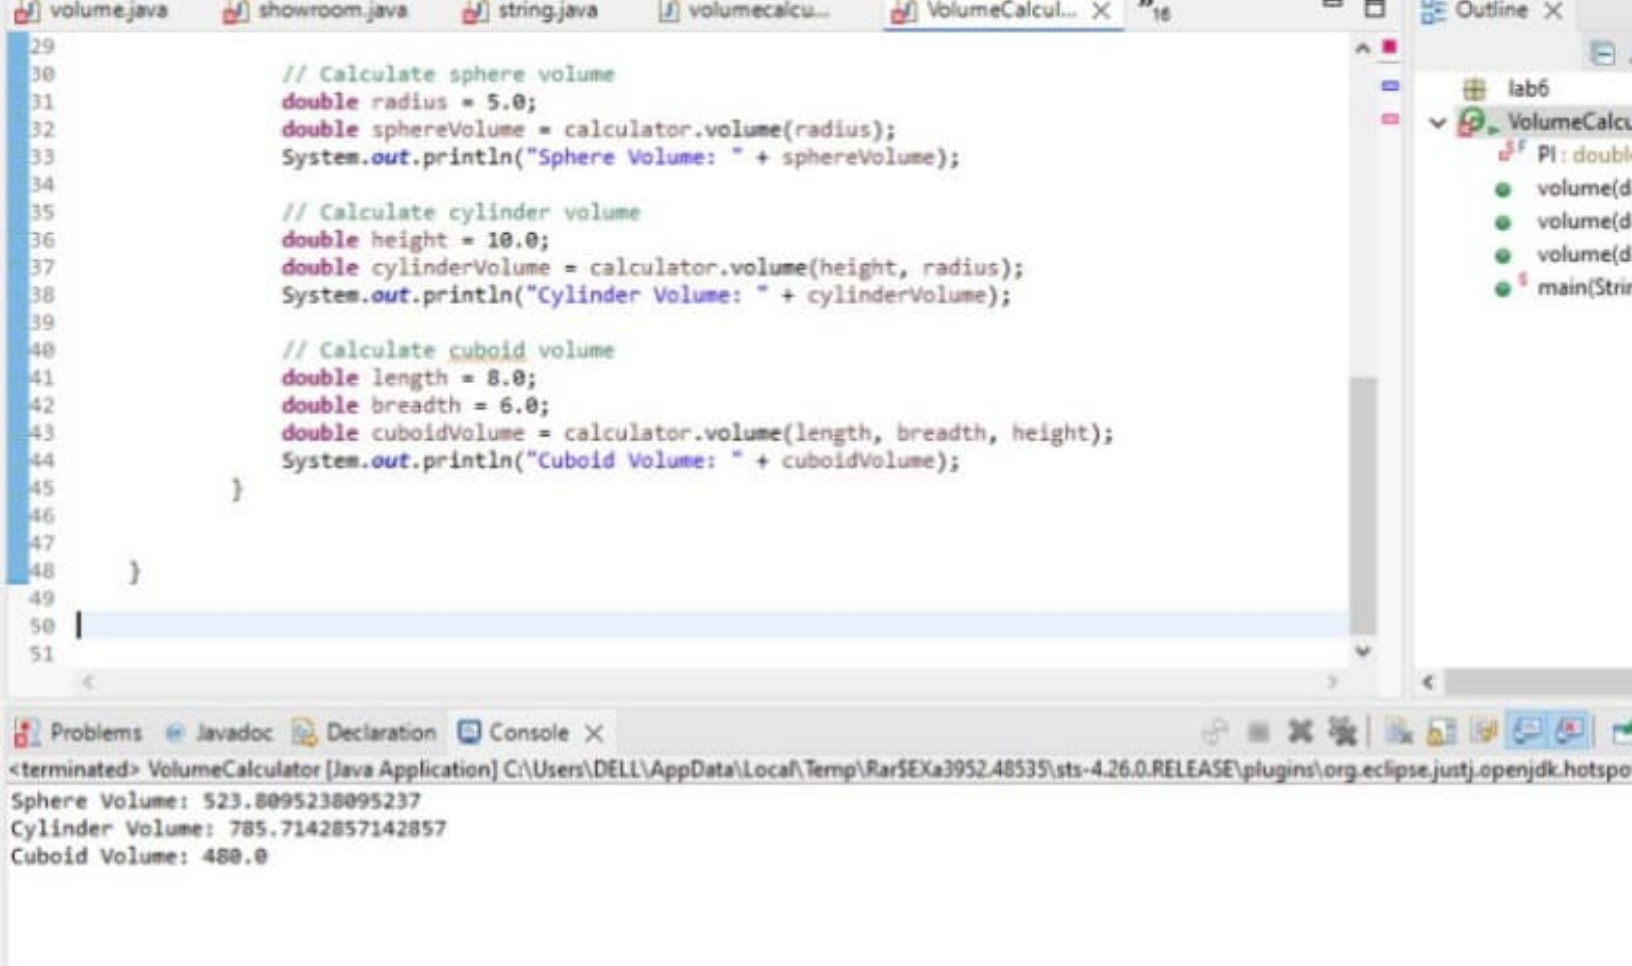 volume.java
showroom.java
string.java
volumecalcu...
VolumeCalcul...
16
Outline
29
30 // Calculate sphere volume
31 double radius = 5.0;
32 double sphereVolume = calculator.volume(radius);
33 System.out.println("Sphere Volume: " + sphereVolume);
34
35 // Calculate cylinder volume
36 double height = 10.0;
37 double cylinderVolume = calculator.volume(height, radius);
38 System.out.println("Cylinder Volume: " + cylinderVolume);
39
40 // Calculate cuboid volume
41 double length = 8.0;
42 double breadth = 6.0;
43 double cuboidVolume = calculator.volume(length, breadth, height);
44 System.out.println("Cuboid Volume: " + cuboidVolume);
45 }
46
47
48 }
49
50
51
lab6
VolumeCalcu
PI : double
volume(d
volume(d
volume(d
main(Strin
Problems
Javadoc
Declaration
Console
<terminated> VolumeCalculator [Java Application] C:\Users\DELL\AppData\Local\Temp\Rar$EXa3952.48535\sts-4.26.0.RELEASE\plugins\org.eclipse.justj.openjdk.hotspo
Sphere Volume: 523.8095238095237
Cylinder Volume: 785.7142857142857
Cuboid Volume: 480.0